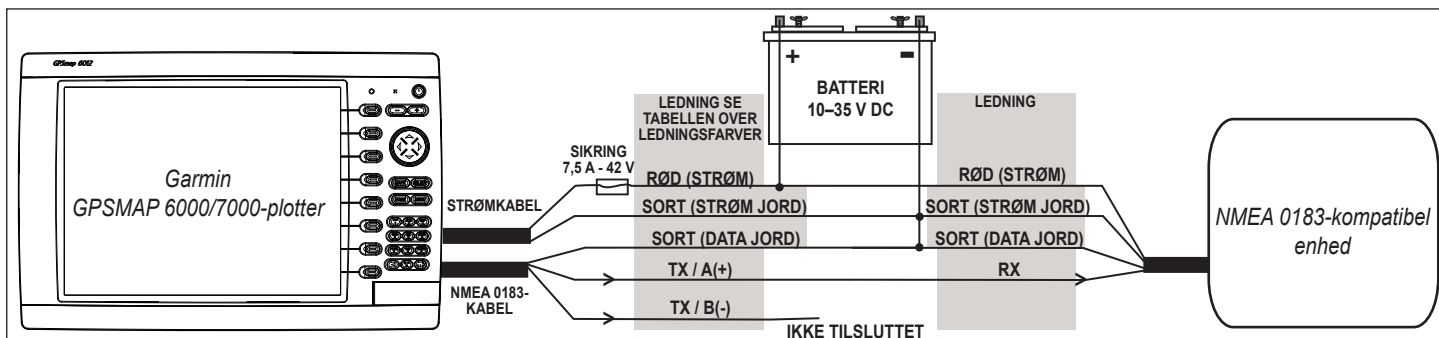 GPSmap 6012
Garmin
GPSMAP 6000/7000-plotter
STRØMKABEL
NMEA 0183-
KABEL
SIKRING
7,5 A - 42 V
LEDNING SE
TABELLEN OVER
LEDNINGSFARVER
+
-
BATTERI
10–35 V DC
LEDNING
RØD (STRØM)
RØD (STRØM)
SORT (STRØM JORD)
SORT (STRØM JORD)
SORT (DATA JORD)
SORT (DATA JORD)
TX / A(+)
RX
TX / B(-)
IKKE TILSLUTTET
NMEA 0183-kompatibel
enhed